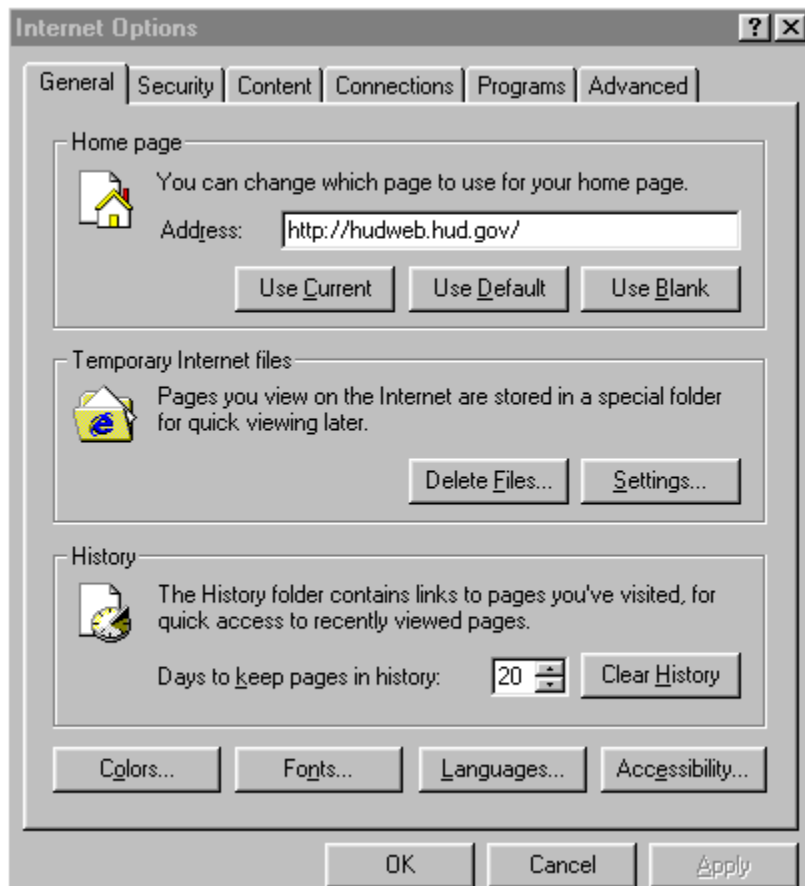 Internet Options
General Security Content Connections Programs Advanced
Home page
You can change which page to use for your home page.
Address: http://hudweb.hud.gov/
Use Current Use Default Use Blank
Temporary Internet files
Pages you view on the Internet are stored in a special folder
for quick viewing later.
Delete Files... Settings...
History
The History folder contains links to pages you've visited, for
quick access to recently viewed pages.
Days to keep pages in history: 20 Clear History
Colors... Fonts... Languages... Accessibility...
OK Cancel Apply